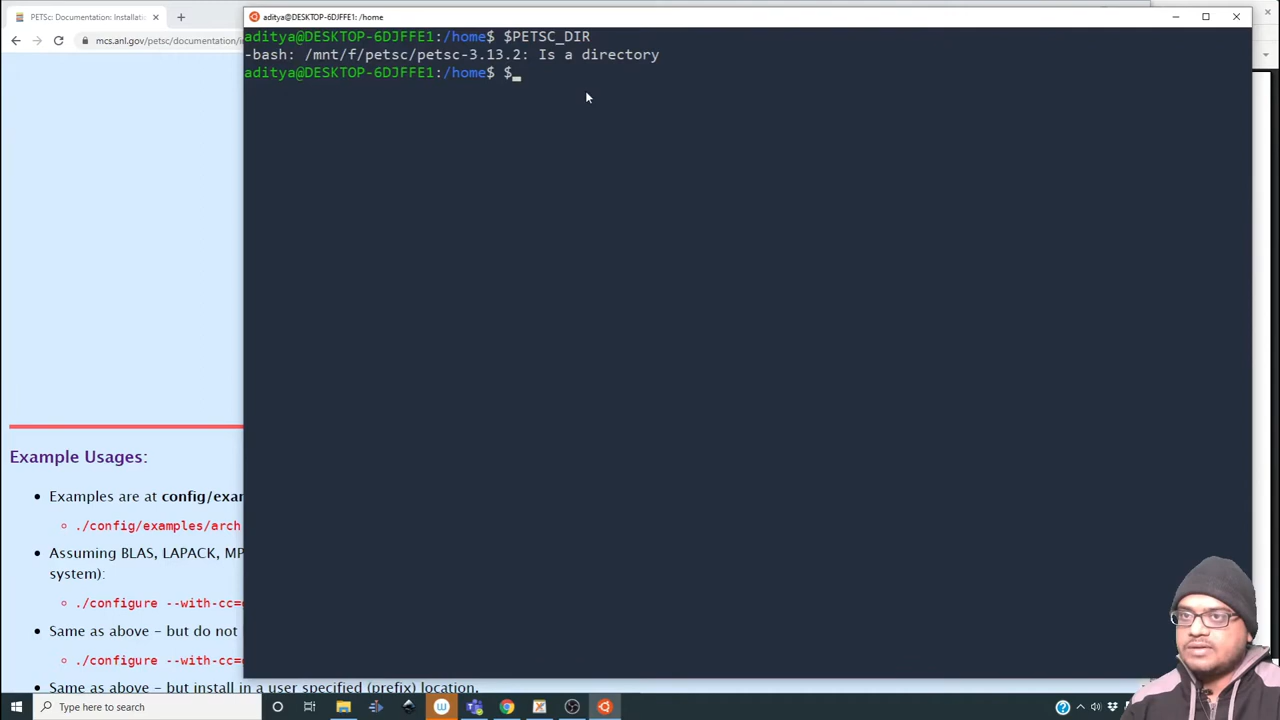 PETSc: Documentation: Installati
mcs.anl.gov/petsc/documentation/i
aditya@DESKTOP-6DJFFE1: /home
aditya@DESKTOP-6DJFFE1:/home$ $PETSC_DIR
-bash: /mnt/f/petsc/petsc-3.13.2: Is a directory
aditya@DESKTOP-6DJFFE1:/home$ $_
Example Usages:
Examples are at config/exam
./config/examples/arch
Assuming BLAS, LAPACK, MP
system):
./configure --with-cc=
Same as above - but do not
./configure --with-cc=
Same as above - but install in a user specified (prefix) location.
Type here to search